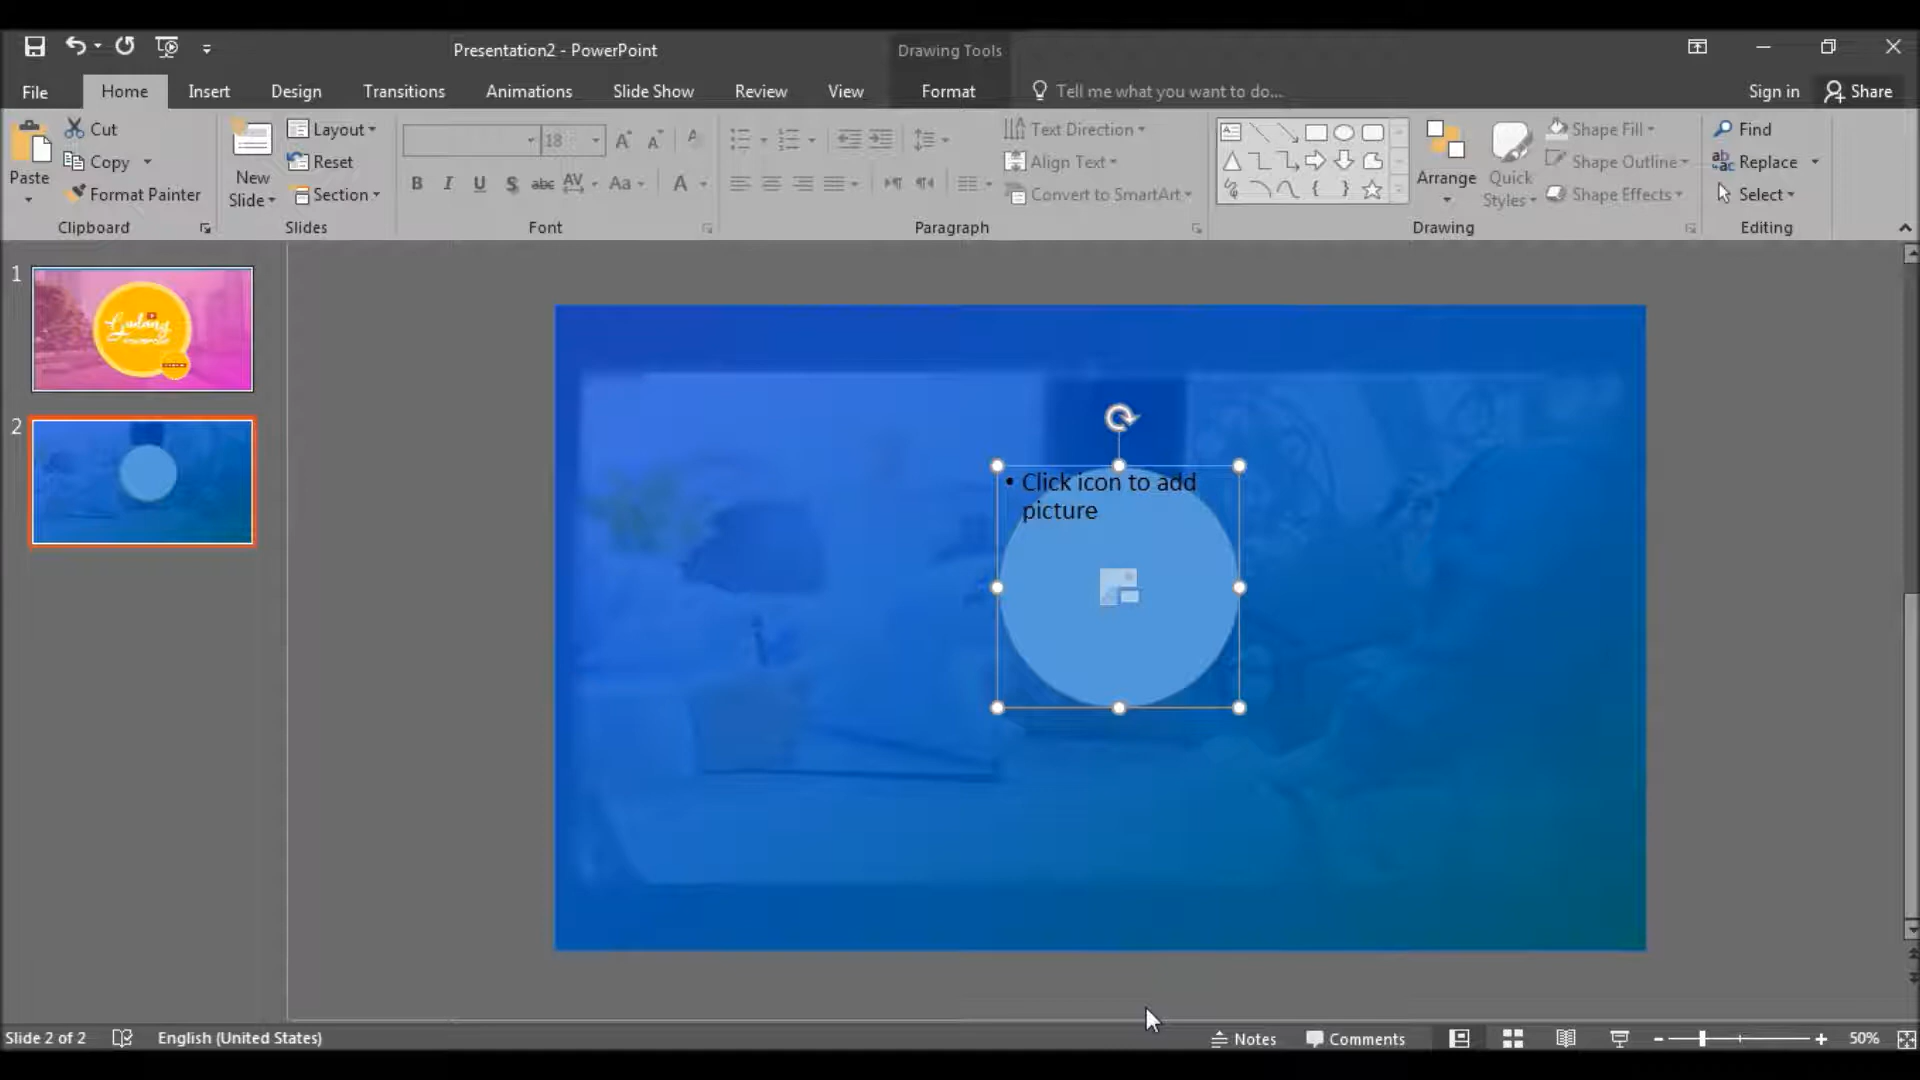 Presentation2 - PowerPoint
Drawing Tools
File
Home
Insert
Design
Transitions
Animations
Slide Show
Review
View
Format
Tell me what you want to do...
Sign in
Share
Paste
Cut
Copy
Format Painter
Clipboard
New
Slide
Layout
Reset
Section
Slides
18
B
I
U
S
abc
AV
Aa
A
Font
Text Direction
Align Text
Convert to SmartArt
Paragraph
Arrange
Quick
Styles
Shape Fill
Shape Outline
Shape Effects
Drawing
Find
Replace
Select
Editing
1
Gudang
2
• Click icon to add
picture
Slide 2 of 2
English (United States)
Notes
Comments
50%